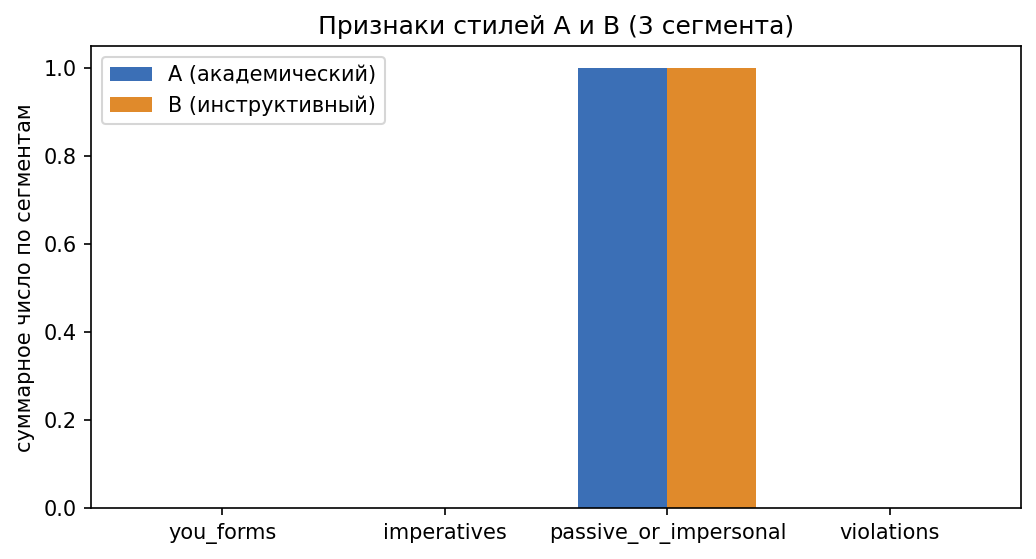 Признаки стилей A и B (3 сегмента)
A (академический)
B (инструктивный)
суммарное число по сегментам
1.0
0.8
0.6
0.4
0.2
0.0
you_forms
imperatives
passive_or_impersonal
violations